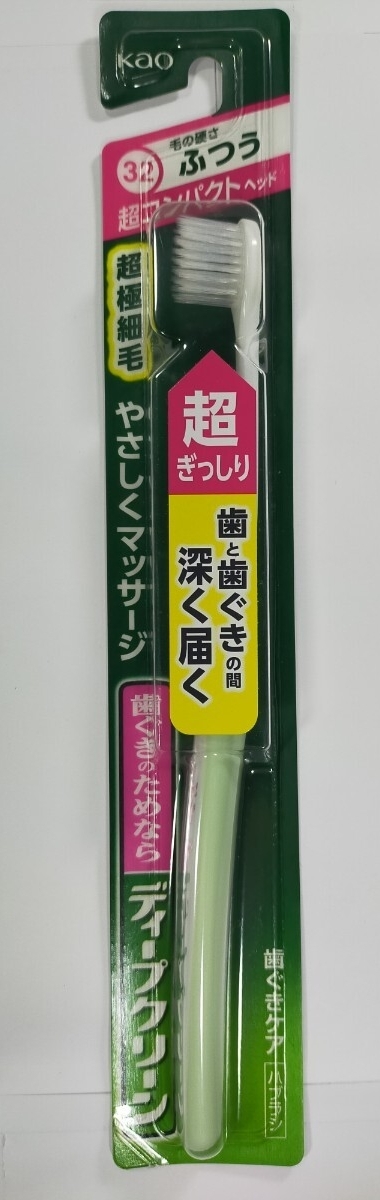 Kao
毛の硬さ
ふつう
32
超コンパクトヘッド
超極細毛
やさしくマッサージ
超
ぎっしり
歯と歯ぐきの間
深く届く
歯ぐきのためなら
ディープクリーン
歯ぐきケア
ハブラシ